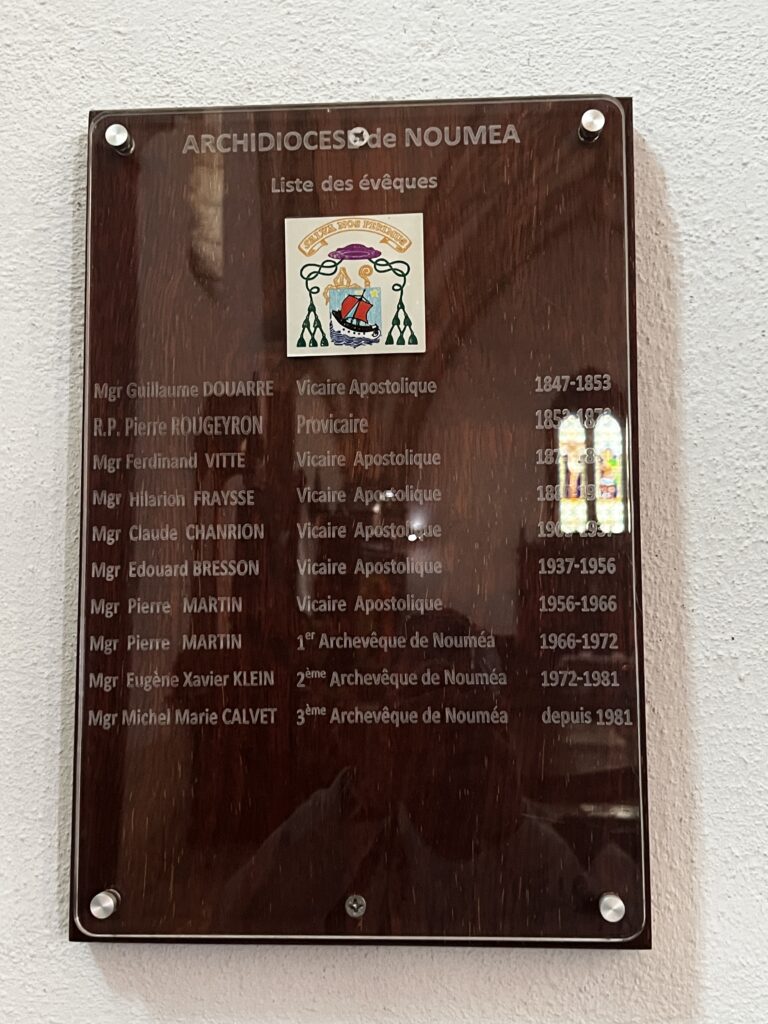 ARCHIDIOCESE de NOUMEA
Liste des évêques
SALVA NOS PERIMUS
Mgr Guillaume DOUARRE Vicaire Apostolique 1847-1853
R.P. Pierre ROUGEYRON Provicaire
Mgr Ferdinand VITTE Vicaire Apostolique
Mgr Hilarion FRAYSSE Vicaire Apostolique
Mgr Claude CHANRION Vicaire Apostolique
Mgr Edouard BRESSON Vicaire Apostolique 1937-1956
Mgr Pierre MARTIN Vicaire Apostolique 1956-1966
Mgr Pierre MARTIN 1er Archevêque de Nouméa 1966-1972
Mgr Eugène Xavier KLEIN 2ème Archevêque de Nouméa 1972-1981
Mgr Michel Marie CALVET 3ème Archevêque de Nouméa depuis 1981